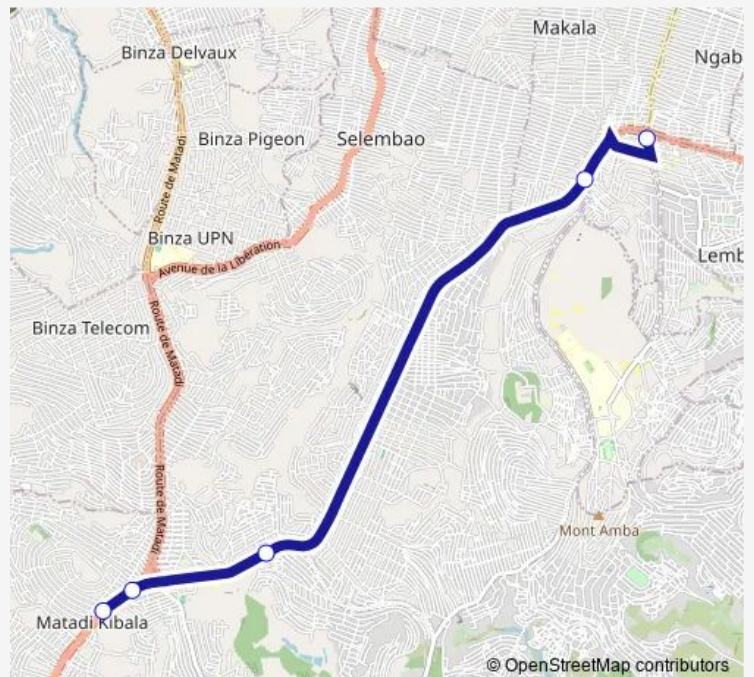 Makala
Ngab
Binza Delvaux
Route de Matadi
Binza Pigeon
Selembao
Binza UPN
Avenue de la Libération
Lemb
Binza Telecom
Route de Matadi
Route de Matadi
Mont Amba
Matadi Kibala
© OpenStreetMap contributors